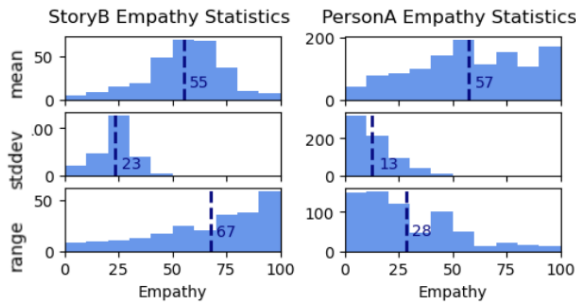 StoryB Empathy Statistics PersonA Empathy Statistics
mean 50 0 55 200 0 57
stddev .00 0 23 200 0 13
range 50 0 67 100 0 28
0 25 50 75 100 0 25 50 75 100
Empathy Empathy